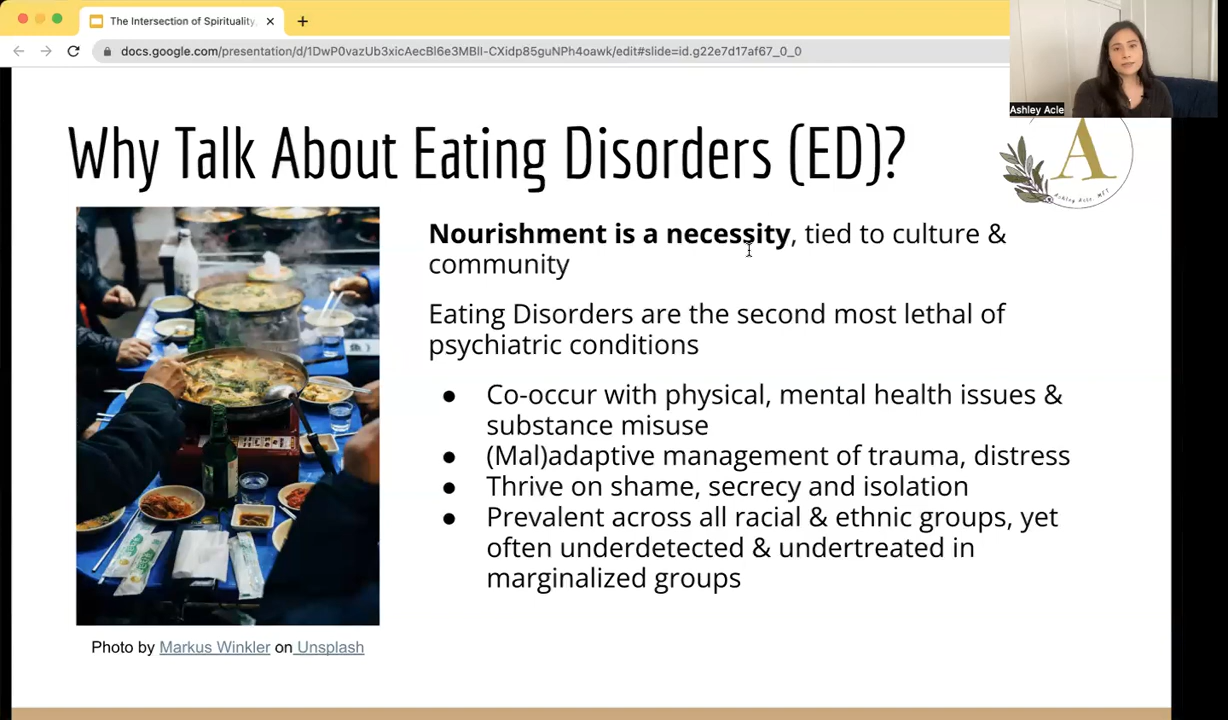 The Intersection of Spirituality,
docs.google.com/presentation/d/1DwP0vazUb3xicAecBl6e3MBlI-CXidp85guNPh4oawk/edit#slide=id.g22e7d17af67_0_0
Ashley Acle
Why Talk About Eating Disorders (ED)?
A
Ashley Acle, MFT
Nourishment is a necessity, tied to culture &
community
Eating Disorders are the second most lethal of
psychiatric conditions
● Co-occur with physical, mental health issues &
substance misuse
● (Mal)adaptive management of trauma, distress
● Thrive on shame, secrecy and isolation
● Prevalent across all racial & ethnic groups, yet
often underdetected & undertreated in
marginalized groups
Photo by Markus Winkler on Unsplash